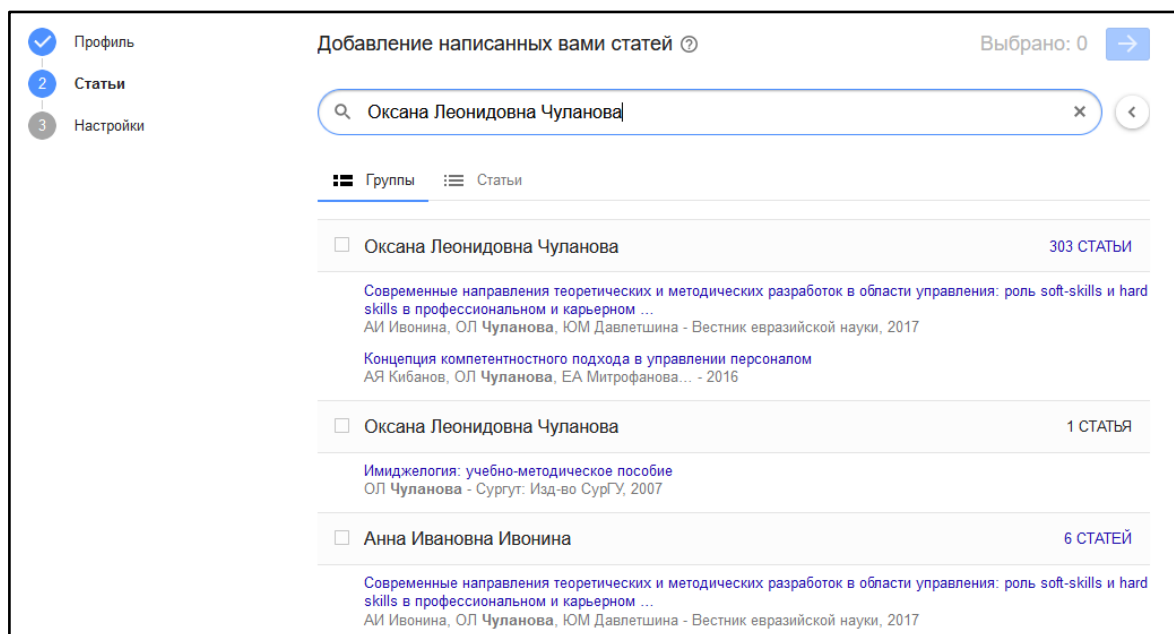 Профиль
2 Статьи
3 Настройки
Добавление написанных вами статей ?
Выбрано: 0
Оксана Леонидовна Чуланова
Группы Статьи
Оксана Леонидовна Чуланова 303 СТАТЬИ
Современные направления теоретических и методических разработок в области управления: роль soft-skills и hard
skills в профессиональном и карьерном ...
АИ Ивонина, ОЛ Чуланова, ЮМ Давлетшина - Вестник евразийской науки, 2017
Концепция компетентностного подхода в управлении персоналом
АЯ Кибанов, ОЛ Чуланова, ЕА Митрофанова... - 2016
Оксана Леонидовна Чуланова 1 СТАТЬЯ
Имиджелогия: учебно-методическое пособие
ОЛ Чуланова - Сургут: Изд-во СурГУ, 2007
Анна Ивановна Ивонина 6 СТАТЕЙ
Современные направления теоретических и методических разработок в области управления: роль soft-skills и hard
skills в профессиональном и карьерном ...
АИ Ивонина, ОЛ Чуланова, ЮМ Давлетшина - Вестник евразийской науки, 2017